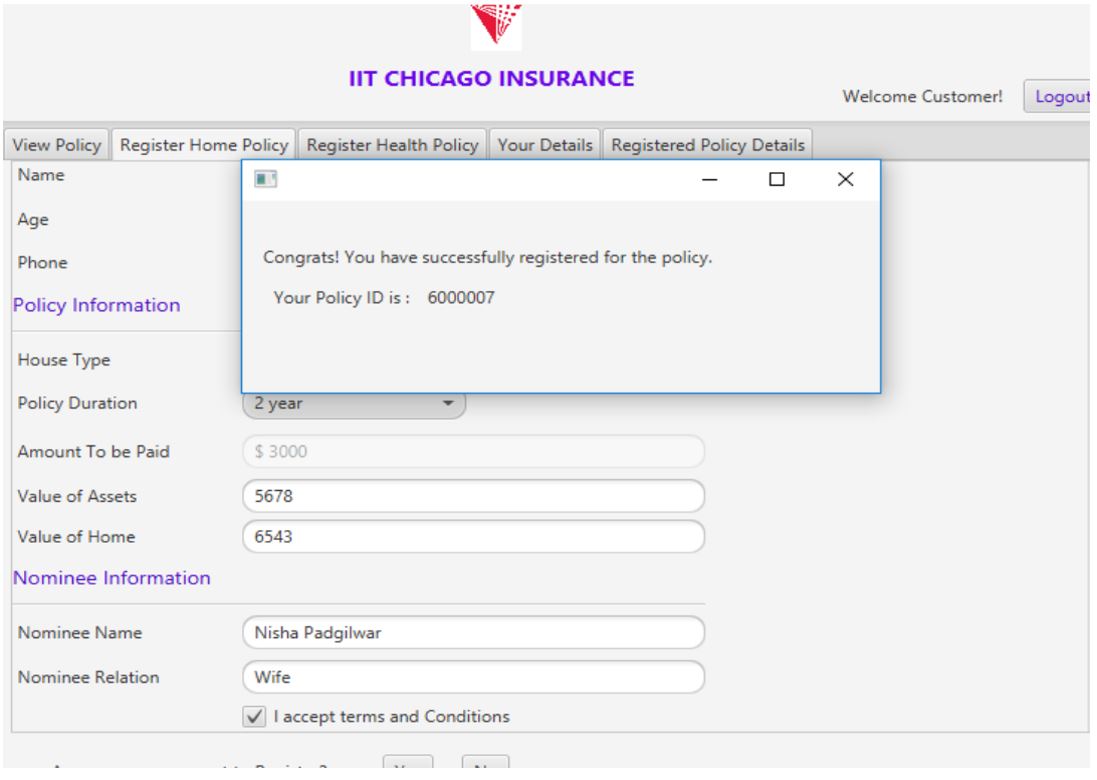 IIT CHICAGO INSURANCE
Welcome Customer! Logout
View Policy Register Home Policy Register Health Policy Your Details Registered Policy Details
Name
Age
Congrats! You have successfully registered for the policy.
Phone
Your Policy ID is : 6000007
Policy Information
House Type
Policy Duration 2 year
Amount To be Paid $ 3000
Value of Assets 5678
Value of Home 6543
Nominee Information
Nominee Name Nisha Padgilwar
Nominee Relation Wife
I accept terms and Conditions